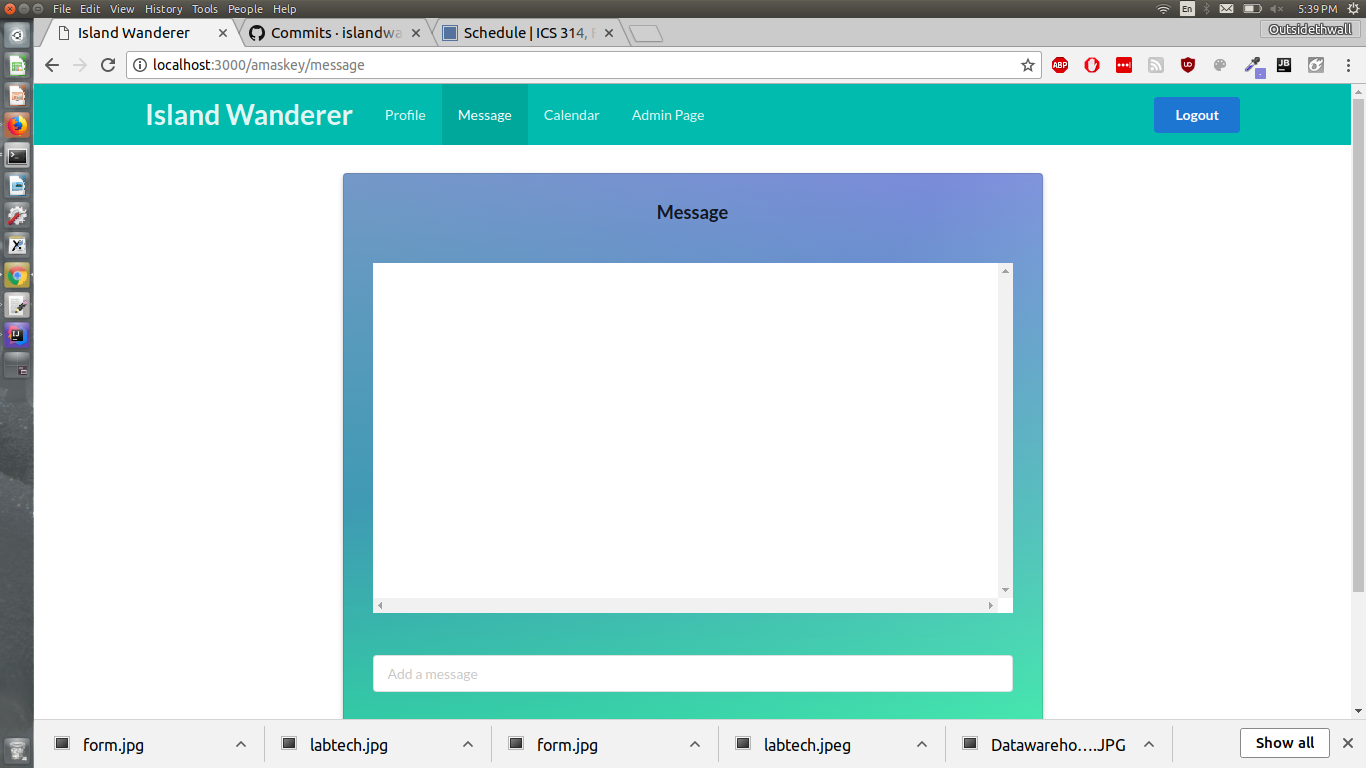 File Edit View History Tools People Help
En
5:39 PM
Island Wanderer
Commits · islandwa
Schedule | ICS 314,
Outsidethwall
localhost:3000/amaskey/message
ABP
JB
Island Wanderer
Profile
Message
Calendar
Admin Page
Logout
Message
Add a message
form.jpg
labtech.jpg
form.jpg
labtech.jpeg
Datawareho....JPG
Show all